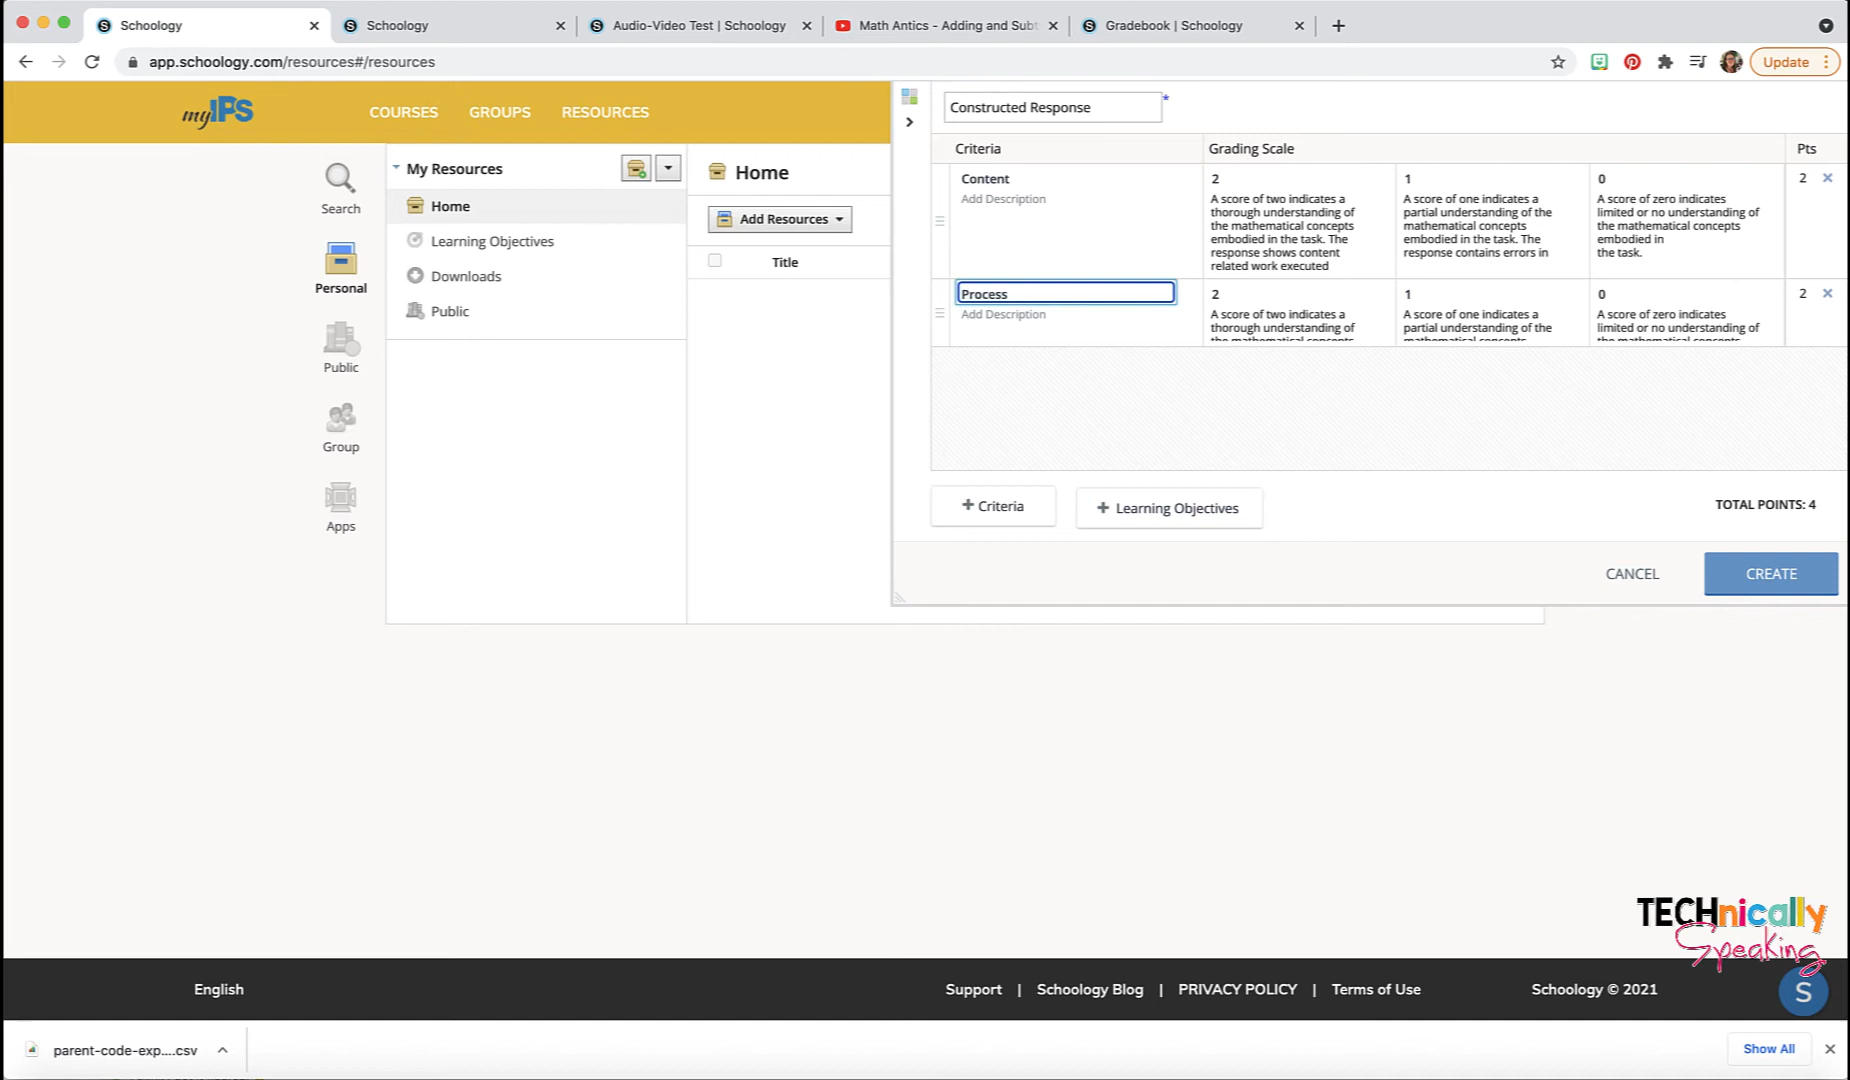 Schoology
Schoology
Audio-Video Test | Schoology
Math Antics - Adding and Subt
Gradebook | Schoology
app.schoology.com/resources#/resources
Update
myIPS
COURSES
GROUPS
RESOURCES
Constructed Response
*
Criteria
Grading Scale
Pts
Content
Add Description
2
A score of two indicates a
thorough understanding of
the mathematical concepts
embodied in the task. The
response shows content
related work executed
1
A score of one indicates a
partial understanding of the
mathematical concepts
embodied in the task. The
response contains errors in
0
A score of zero indicates
limited or no understanding of
the mathematical concepts
embodied in
the task.
2
Process
Add Description
2
A score of two indicates a
thorough understanding of
the mathematical concepts
1
A score of one indicates a
partial understanding of the
mathematical concepts
0
A score of zero indicates
limited or no understanding of
the mathematical concepts
2
+ Criteria
+ Learning Objectives
TOTAL POINTS: 4
CANCEL
CREATE
Search
Personal
Public
Group
Apps
My Resources
Home
Learning Objectives
Downloads
Public
Home
Add Resources
Title
TECHnically
Speaking
English
Support | Schoology Blog | PRIVACY POLICY | Terms of Use
Schoology © 2021
S
parent-code-exp....csv
Show All